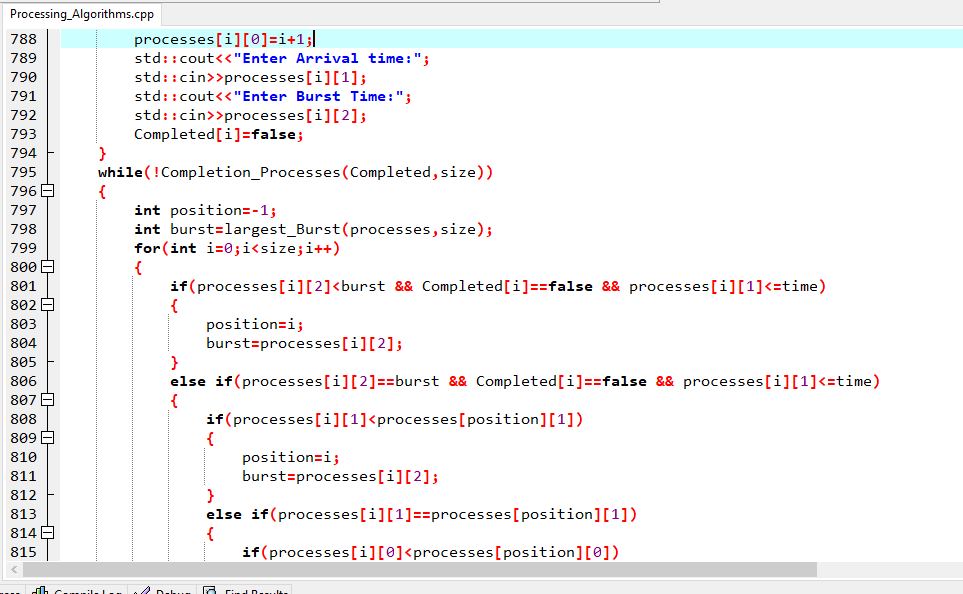 Processing_Algorithms.cpp
788 processes[i][0]=i+1;
789 std::cout<<"Enter Arrival time:";
790 std::cin>>processes[i][1];
791 std::cout<<"Enter Burst Time:";
792 std::cin>>processes[i][2];
793 Completed[i]=false;
794 }
795 while(!Completion_Processes(Completed,size))
796 {
797 int position=-1;
798 int burst=largest_Burst(processes,size);
799 for(int i=0;i<size;i++)
800 {
801 if(processes[i][2]<burst && Completed[i]==false && processes[i][1]<=time)
802 {
803 position=i;
804 burst=processes[i][2];
805 }
806 else if(processes[i][2]==burst && Completed[i]==false && processes[i][1]<=time)
807 {
808 if(processes[i][1]<processes[position][1])
809 {
810 position=i;
811 burst=processes[i][2];
812 }
813 else if(processes[i][1]==processes[position][1])
814 {
815 if(processes[i][0]<processes[position][0])
Compile Log Debug Find Results